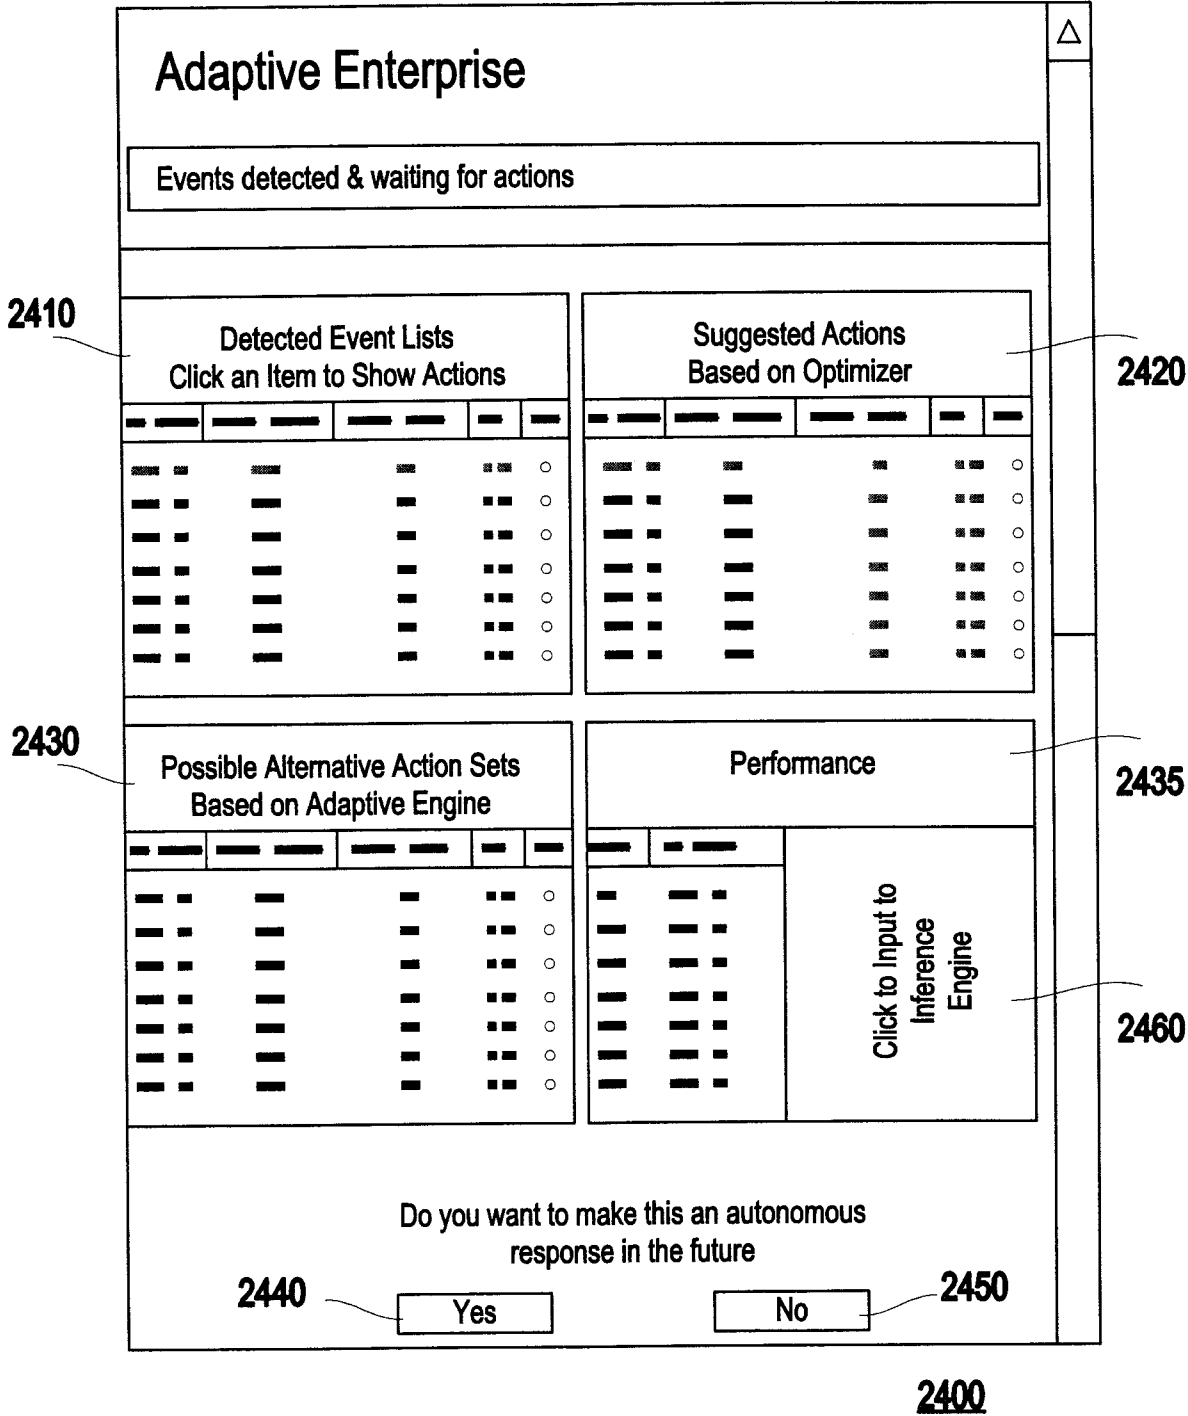 Adaptive Enterprise
Events detected & waiting for actions
2410
Detected Event Lists
Click an Item to Show Actions
Suggested Actions
Based on Optimizer
2420
2430
Possible Alternative Action Sets
Based on Adaptive Engine
Performance
2435
Click to Input to
Inference
Engine
2460
Do you want to make this an autonomous
response in the future
2440
Yes
No
2450
2400